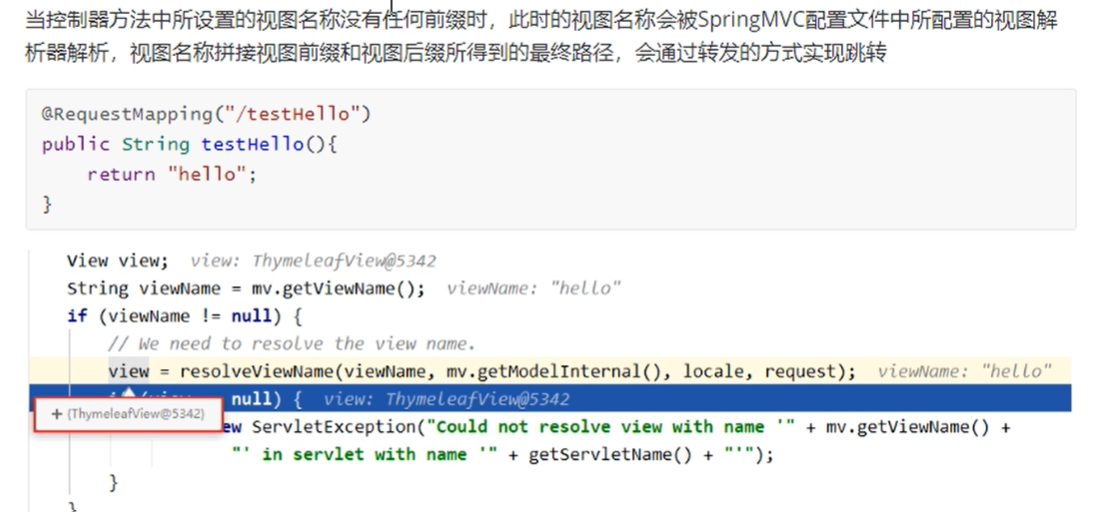 当控制器方法中所设置的视图名称没有任何前缀时，此时的视图名称会被SpringMVC配置文件中所配置的视图解
析器解析，视图名称拼接视图前缀和视图后缀所得到的最终路径，会通过转发的方式实现跳转
@RequestMapping("/testHello")
public String testHello(){
    return "hello";
}
View view;  view: ThymeleafView@5342
String viewName = mv.getViewName();  viewName: "hello"
if (viewName != null) {
    // We need to resolve the view name.
    view = resolveViewName(viewName, mv.getModelInternal(), locale, request);  viewName: "hello"
null) {  view: ThymeleafView@5342
+ (ThymeleafView@5342)
ew ServletException("Could not resolve view with name '" + mv.getViewName() +
"' in servlet with name '" + getServletName() + "'");
    }
}